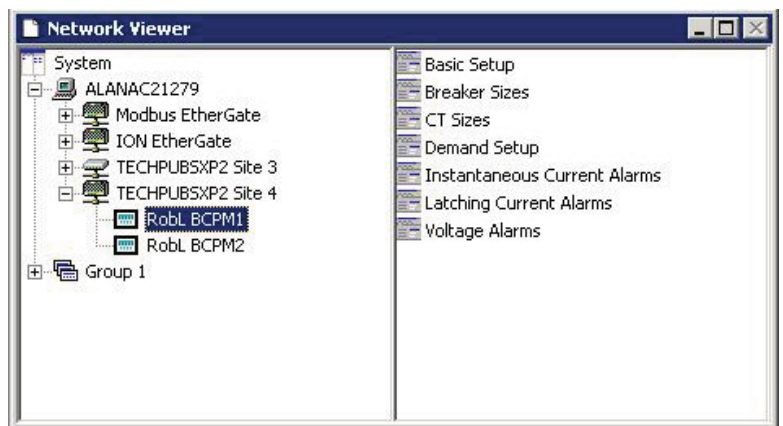 Network Viewer
System
ALANAC21279
Modbus EtherGate
ION EtherGate
TECHPUBSXP2 Site 3
TECHPUBSXP2 Site 4
RobL BCPM1
RobL BCPM2
Group 1
Basic Setup
Breaker Sizes
CT Sizes
Demand Setup
Instantaneous Current Alarms
Latching Current Alarms
Voltage Alarms